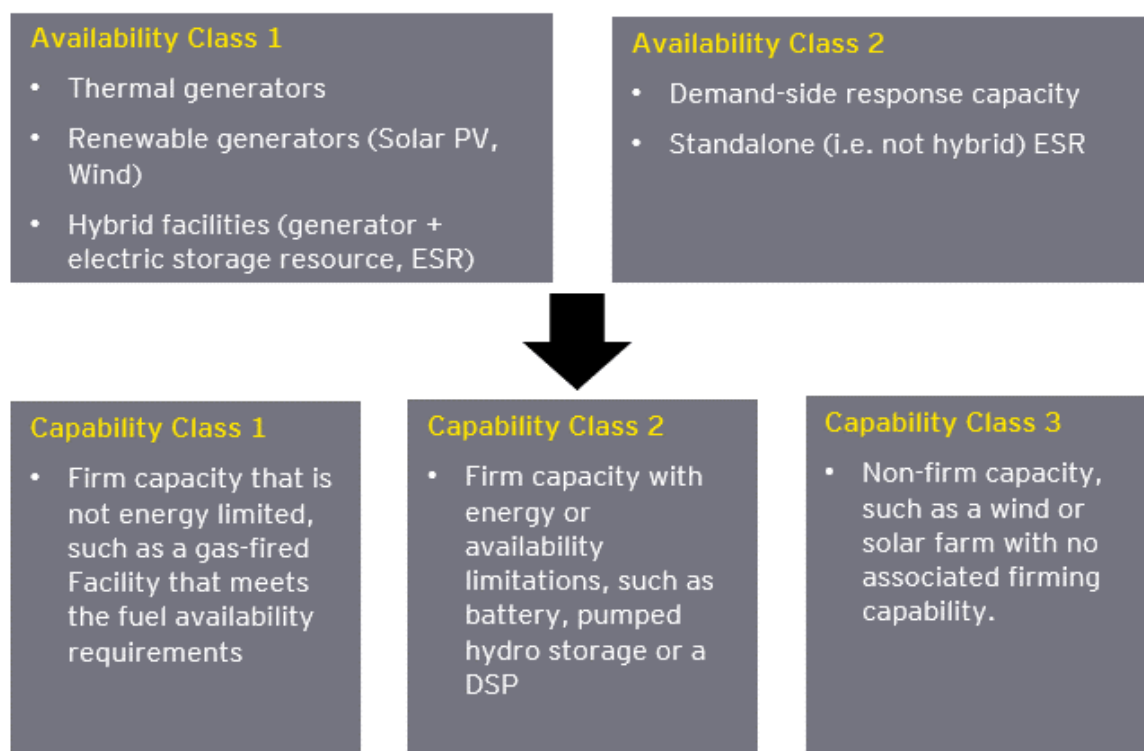 Availability Class 1
• Thermal generators
• Renewable generators (Solar PV,
Wind)
• Hybrid facilities (generator +
electric storage resource, ESR)
Availability Class 2
• Demand-side response capacity
• Standalone (i.e. not hybrid) ESR
Capability Class 1
• Firm capacity that is
not energy limited,
such as a gas-fired
Facility that meets
the fuel availability
requirements
Capability Class 2
• Firm capacity with
energy or
availability
limitations, such as
battery, pumped
hydro storage or a
DSP
Capability Class 3
• Non-firm capacity,
such as a wind or
solar farm with no
associated firming
capability.